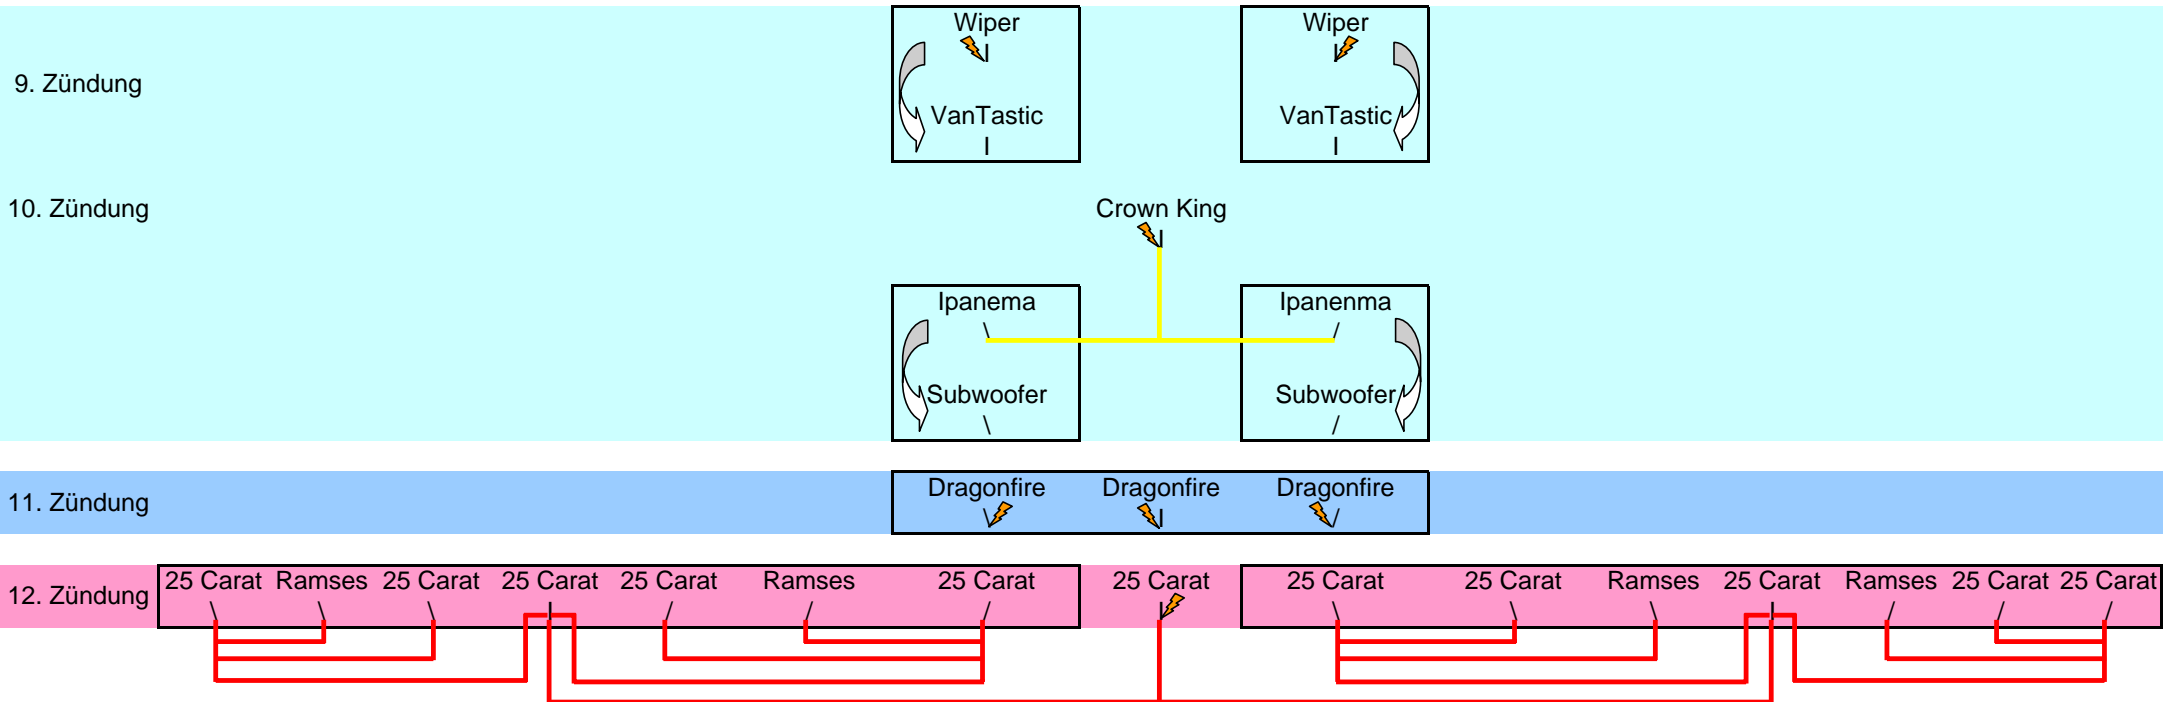 Wiper Wiper
9. Zündung
VanTastic VanTastic
10. Zündung Crown King
Ipanema Ipanenma
Subwoofer Subwoofer
11. Zündung Dragonfire Dragonfire Dragonfire
12. Zündung 25 Carat Ramses 25 Carat 25 Carat 25 Carat Ramses 25 Carat 25 Carat 25 Carat 25 Carat Ramses 25 Carat Ramses 25 Carat 25 Carat